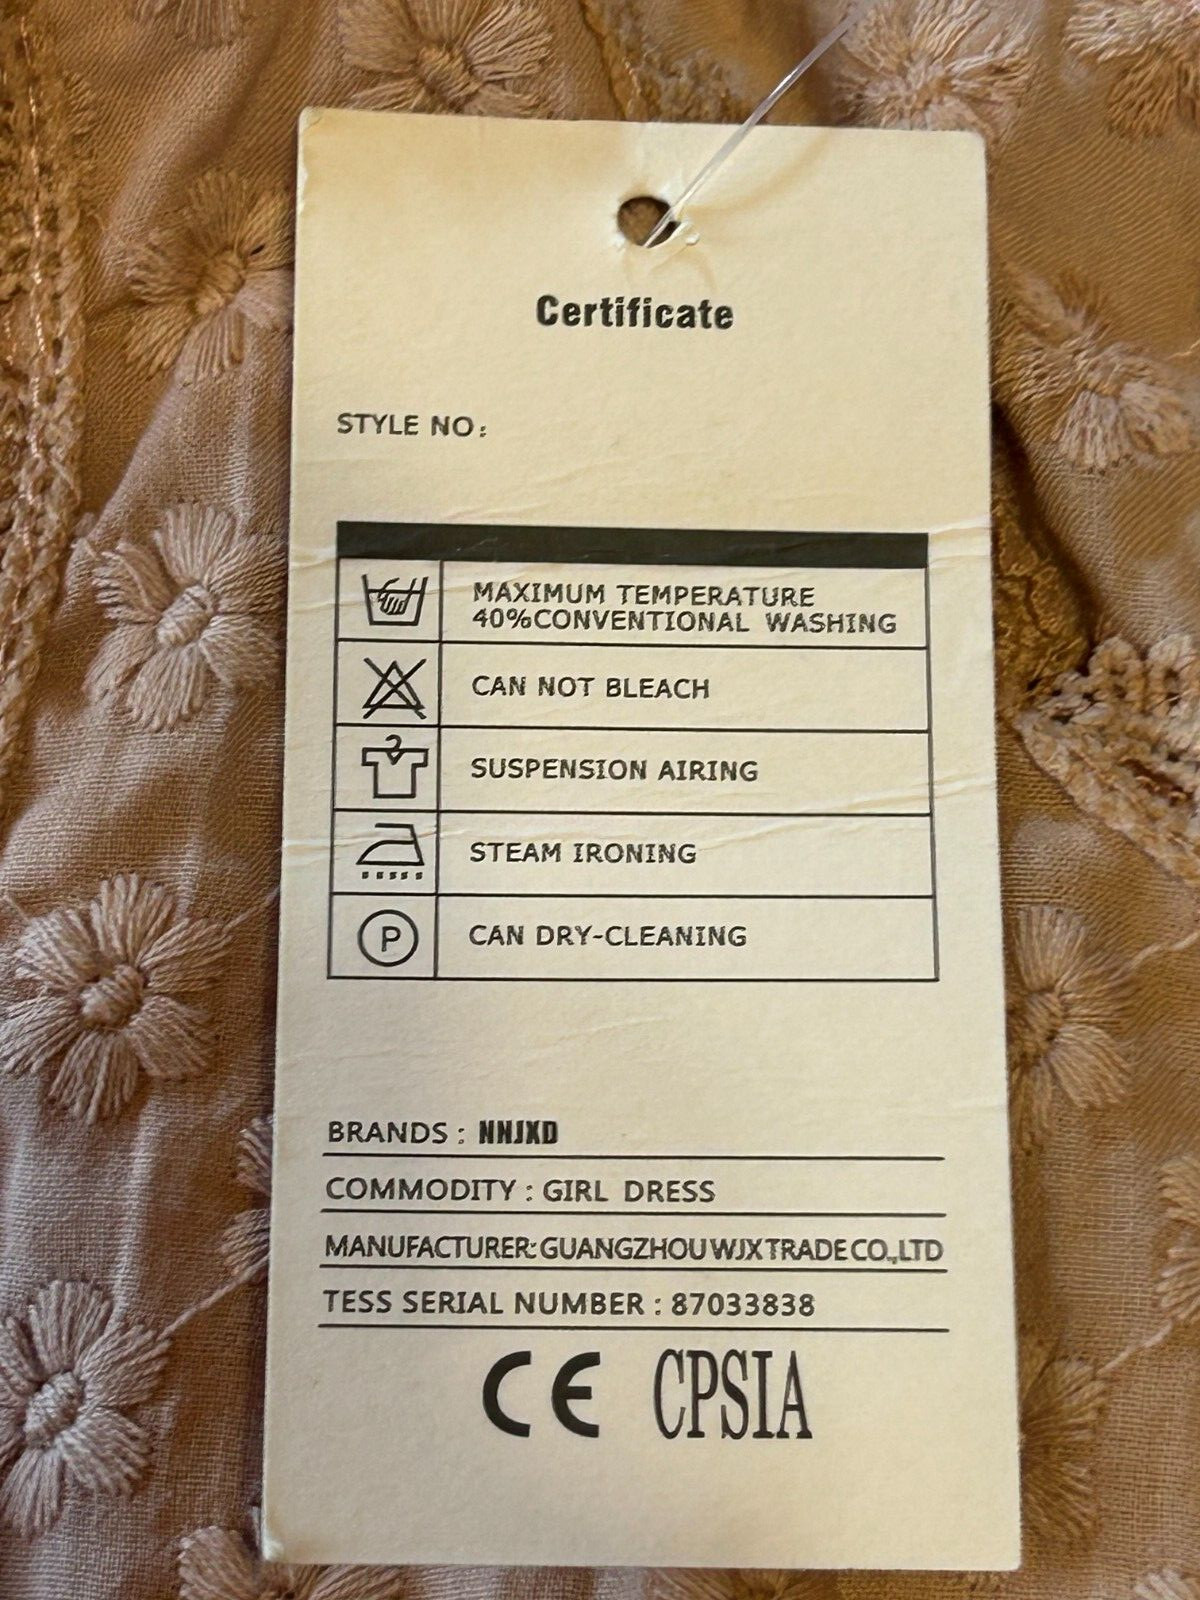 Certificate
STYLE NO:
MAXIMUM TEMPERATURE
40%CONVENTIONAL WASHING
CAN NOT BLEACH
SUSPENSION AIRING
STEAM IRONING
P
CAN DRY-CLEANING
BRANDS : NNJXD
COMMODITY : GIRL DRESS
MANUFACTURER:GUANGZHOU WJX TRADE CO.,LTD
TESS SERIAL NUMBER : 87033838
CE CPSIA